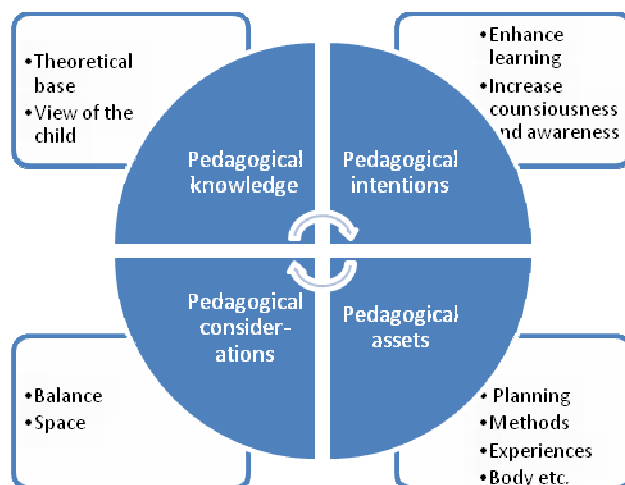 •Theoretical
base
•View of the
child
•Enhance
learning
•Increase
counsiousness
and awareness
Pedagogical
knowledge
Pedagogical
intentions
Pedagogical
consider-
ations
Pedagogical
assets
•Balance
•Space
• Planning
•Methods
•Experiences
•Body etc.